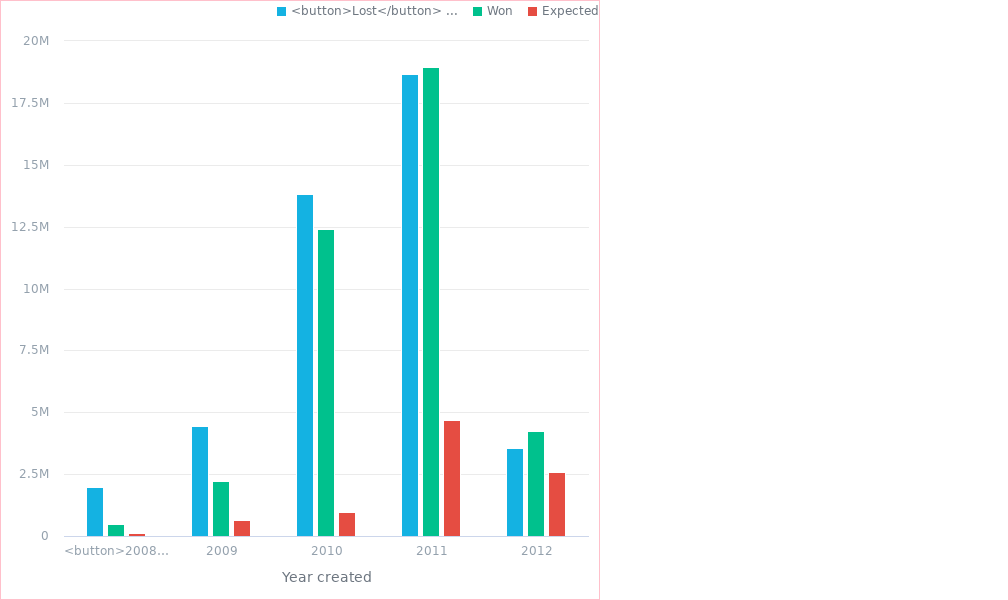 <button>Lost</button> ... Won Expected
20M
17.5M
15M
12.5M
10M
7.5M
5M
2.5M
0
<button>2008... 2009 2010 2011 2012
Year created